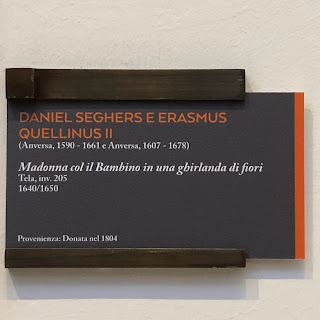 DANIEL SEGHERS E ERASMUS
QUELLINUS II
(Anversa, 1590 - 1661 e Anversa, 1607 - 1678)
Madonna col il Bambino in una ghirlanda di fiori
Tela, inv. 205
1640/1650
Provenienza: Donata nel 1804